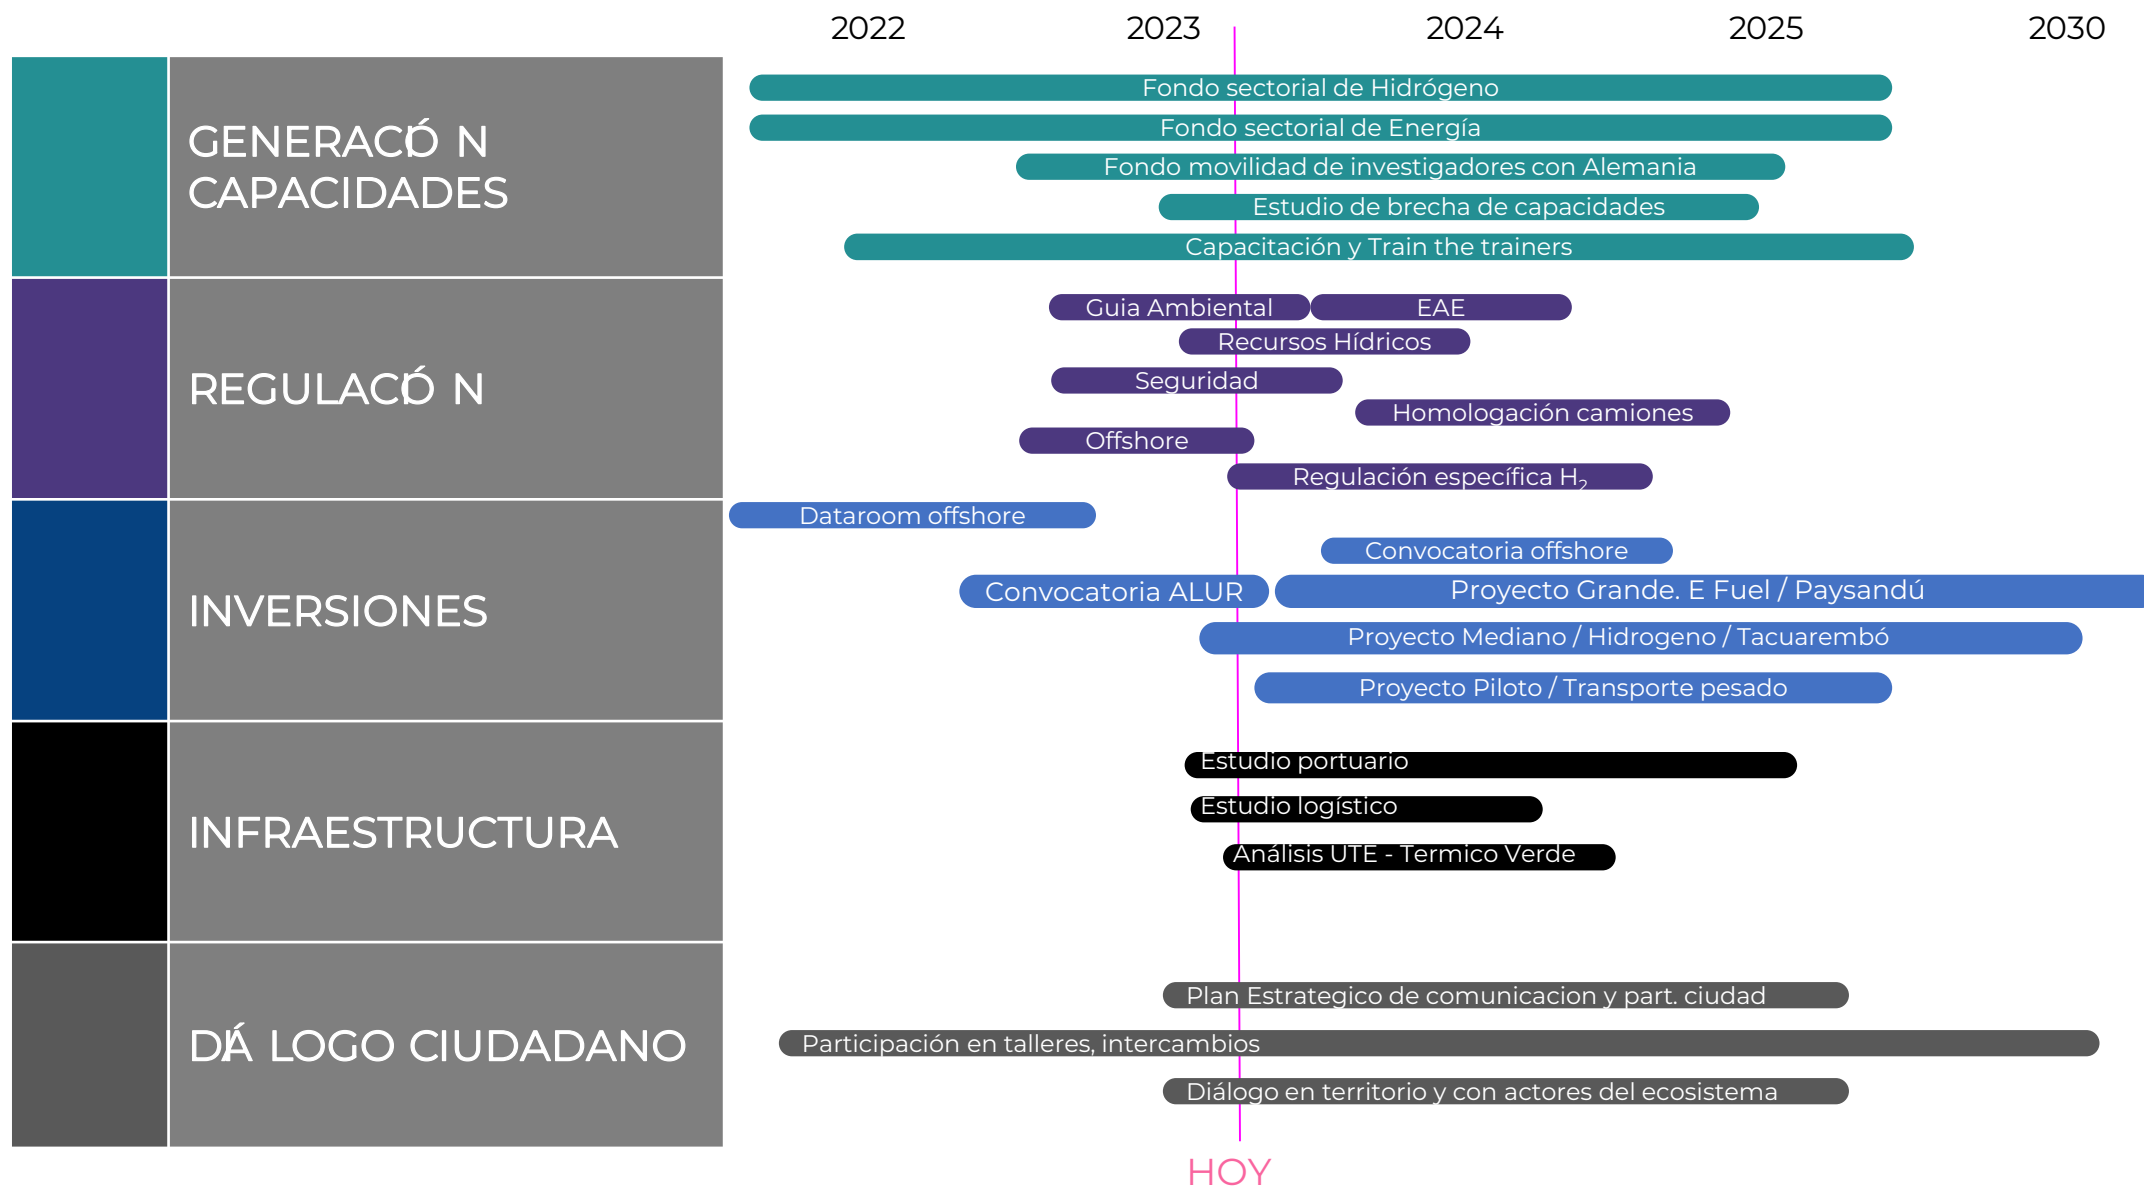 2022 2023 2024 2025 2030
GENERACIÓN
CAPACIDADES
Fondo sectorial de Hidrógeno
Fondo sectorial de Energía
Fondo movilidad de investigadores con Alemania
Estudio de brecha de capacidades
Capacitación y Train the trainers
REGULACIÓN
Guia Ambiental EAE
Recursos Hídricos
Seguridad
Homologación camiones
Offshore
Regulación específica H₂
INVERSIONES
Dataroom offshore
Convocatoria offshore
Convocatoria ALUR Proyecto Grande. E Fuel / Paysandú
Proyecto Mediano / Hidrogeno / Tacuarembó
Proyecto Piloto / Transporte pesado
INFRAESTRUCTURA
Estudio portuario
Estudio logístico
Análisis UTE - Termico Verde
DIÁLOGO CIUDADANO
Plan Estrategico de comunicacion y part. ciudad
Participación en talleres, intercambios
Diálogo en territorio y con actores del ecosistema
HOY